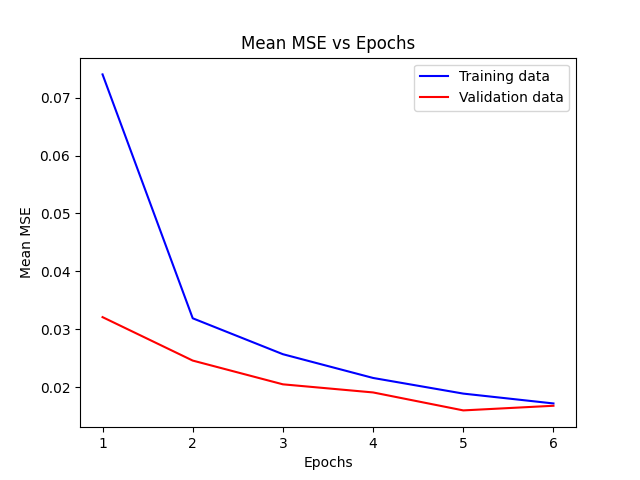 Mean MSE vs Epochs
Training data
Validation data
0.07
0.06
0.05
0.04
0.03
0.02
Mean MSE
1 2 3 4 5 6
Epochs